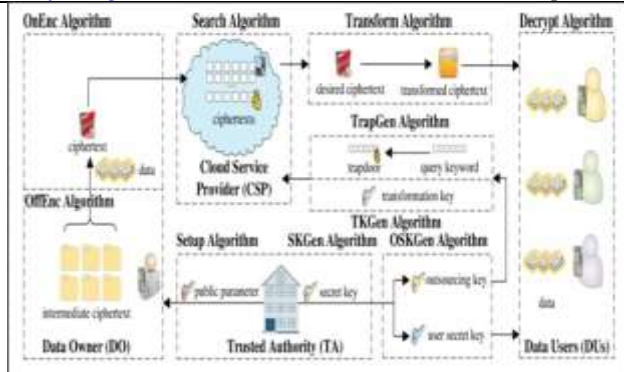 OnEnc Algorithm
Search Algorithm
Transform Algorithm
Decrypt Algorithm
ciphertexts
desired ciphertext
transformed ciphertext
ciphertext
TrapGen Algorithm
data
Cloud Service
Provider (CSP)
trapdoor
query keyword
transformation key
OffEnc Algorithm
TKGen Algorithm
Setup Algorithm
SKGen Algorithm
OSKGen Algorithm
public parameter
secret key
outsourcing key
data
intermediate ciphertext
user secret key
Data Owner (DO)
Trusted Authority (TA)
Data Users (DUs)